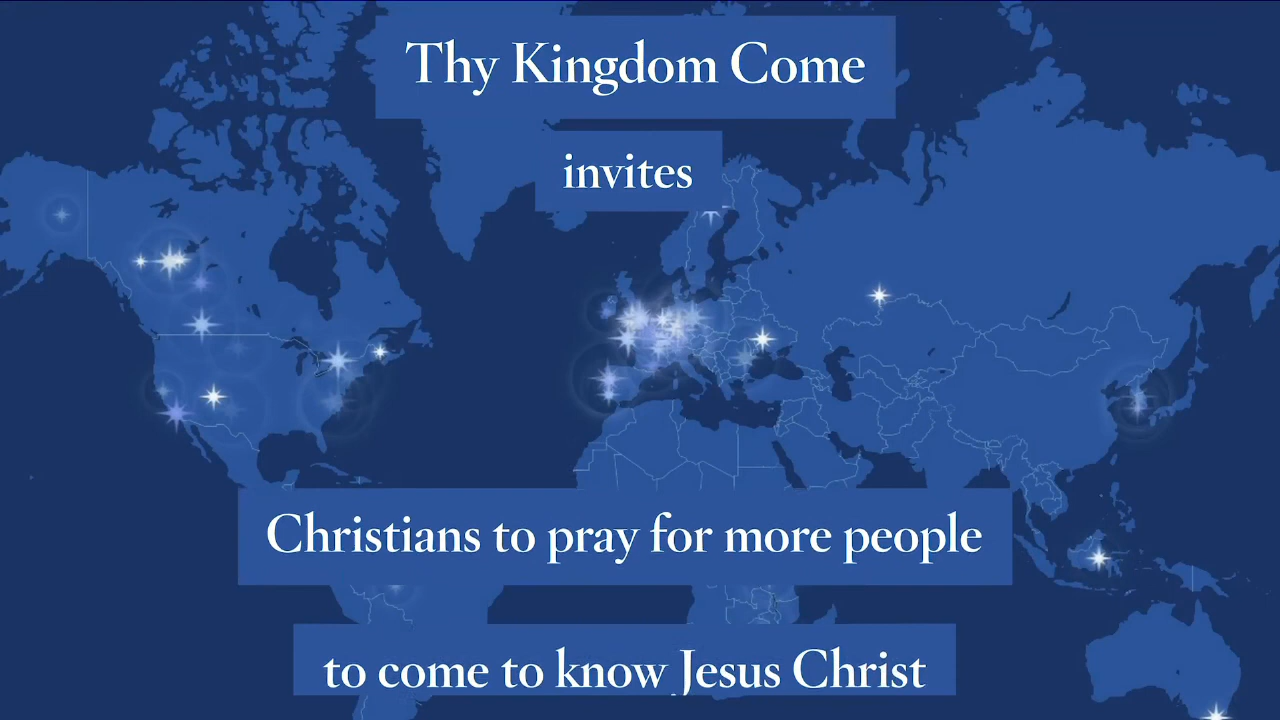 Thy Kingdom Come
invites
Christians to pray for more people
to come to know Jesus Christ